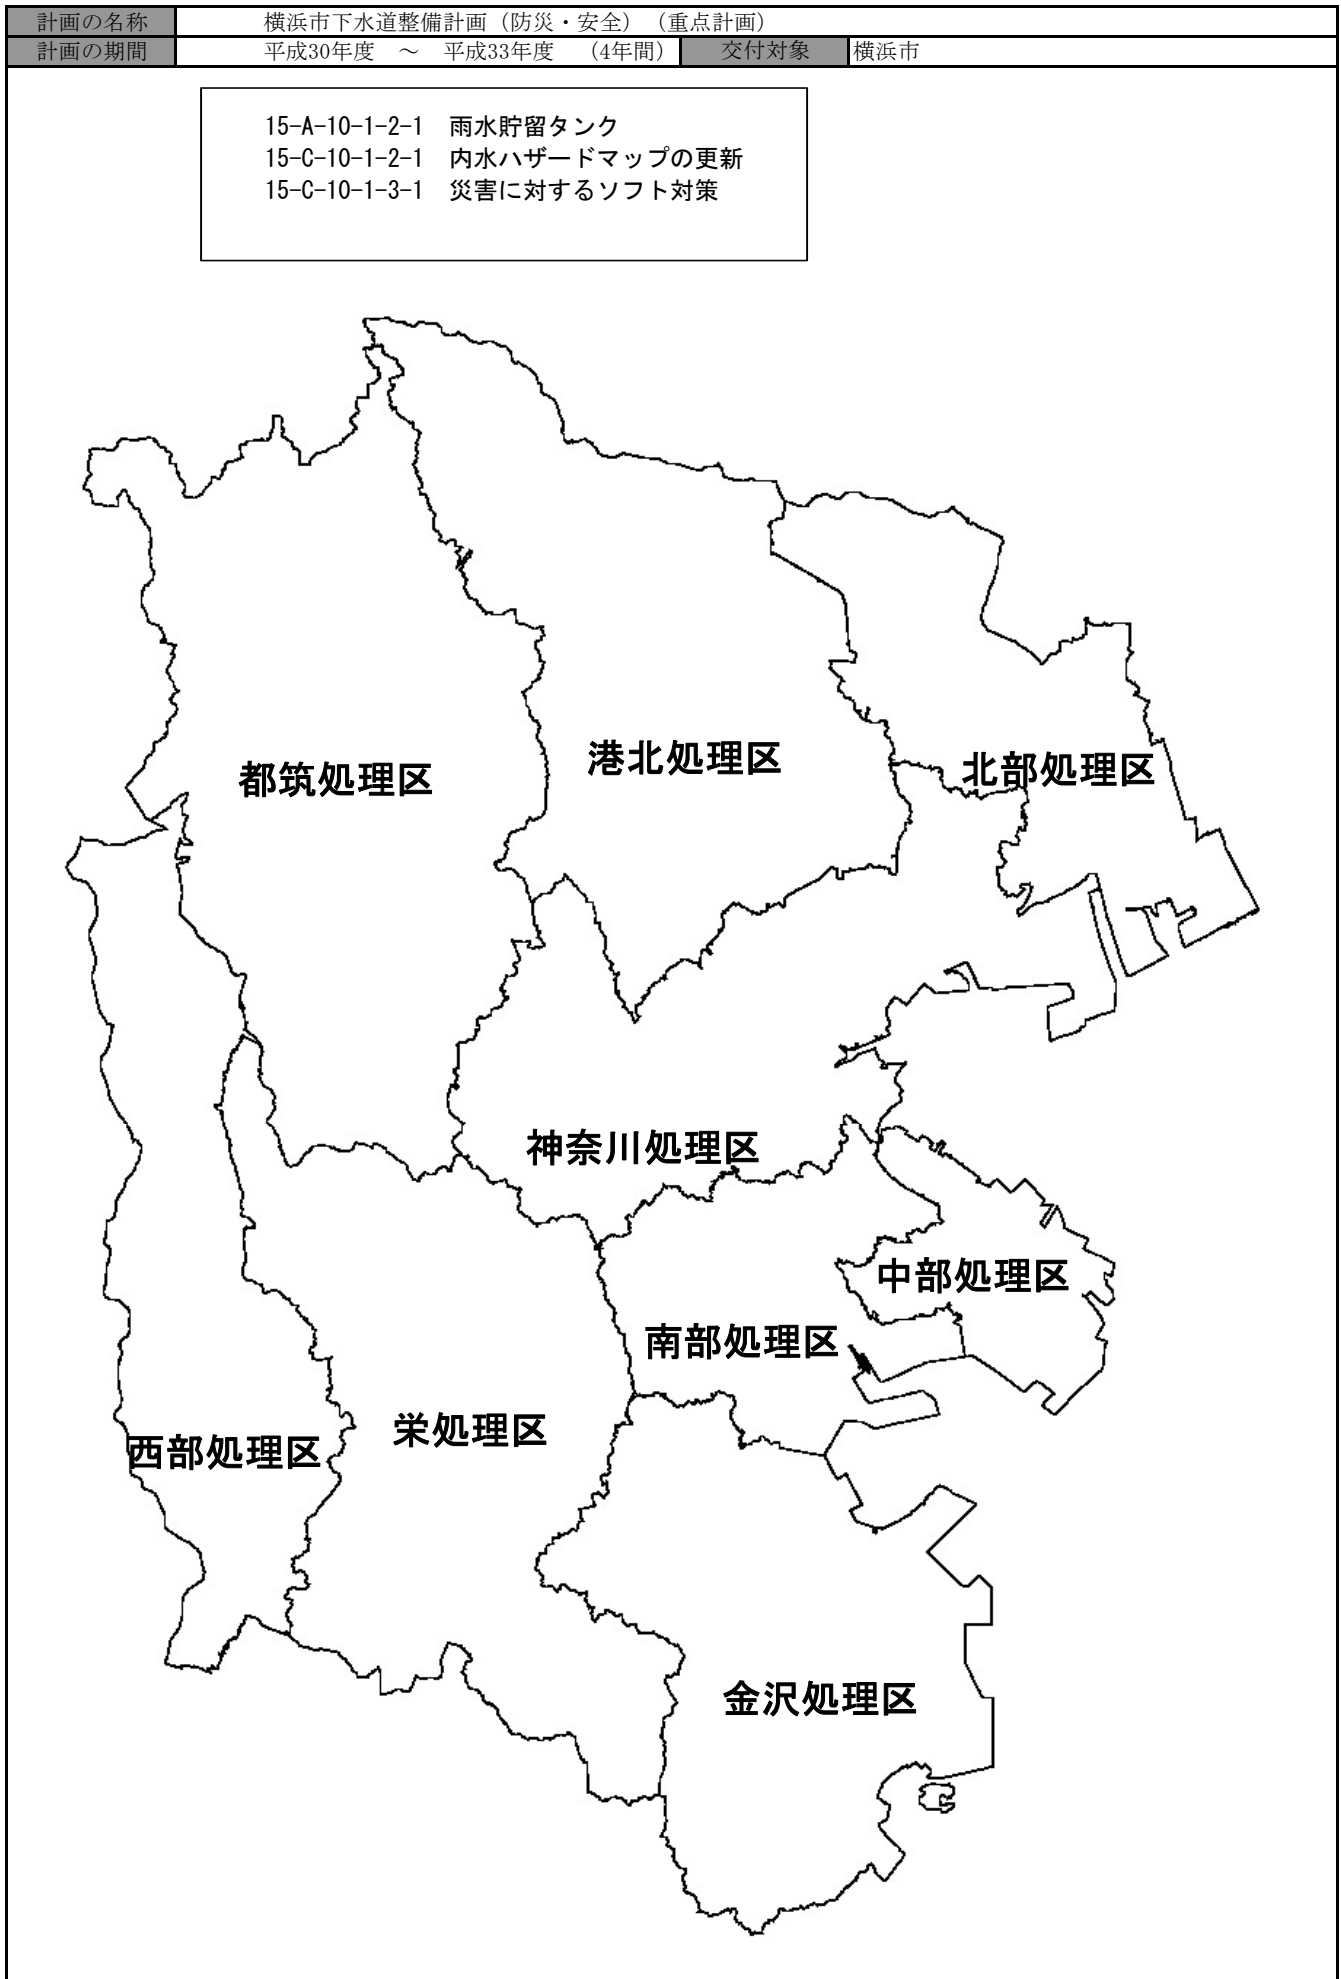 計画の名称 横浜市下水道整備計画（防災・安全）（重点計画）
計画の期間 平成30年度 ～ 平成33年度 （4年間） 交付対象 横浜市
15-A-10-1-2-1 雨水貯留タンク
15-C-10-1-2-1 内水ハザードマップの更新
15-C-10-1-3-1 災害に対するソフト対策
都筑処理区
港北処理区
北部処理区
神奈川処理区
中部処理区
南部処理区
栄処理区
西部処理区
金沢処理区